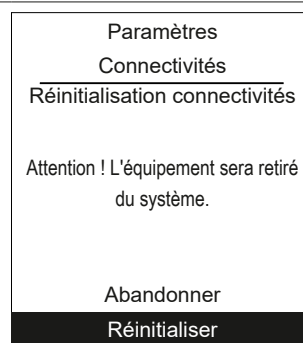 Paramètres
Connectivités
Réinitialisation connectivités
Attention ! L'équipement sera retiré
du système.
Abandonner
Réinitialiser